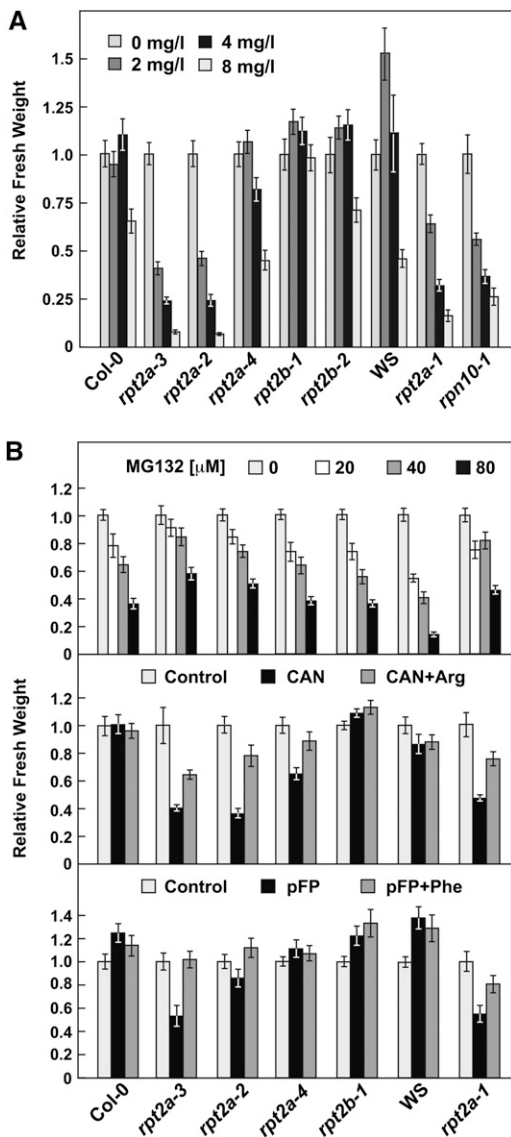 A
0 mg/l 4 mg/l
2 mg/l 8 mg/l
Relative Fresh Weight
1.5
1.25
1.0
0.75
0.5
0.25
0
Col-0 rpt2a-3 rpt2a-2 rpt2a-4 rpt2b-1 rpt2b-2 WS rpt2a-1 rpn10-1
B
MG132 [µM] 0 20 40 80
1.2
1.0
0.8
0.6
0.4
0.2
0
Control CAN CAN+Arg
Relative Fresh Weight
1.2
1.0
0.8
0.6
0.4
0.2
0
Control pFP pFP+Phe
1.4
1.2
1.0
0.8
0.6
0.4
0.2
0
Col-0 rpt2a-3 rpt2a-2 rpt2a-4 rpt2b-1 WS rpt2a-1